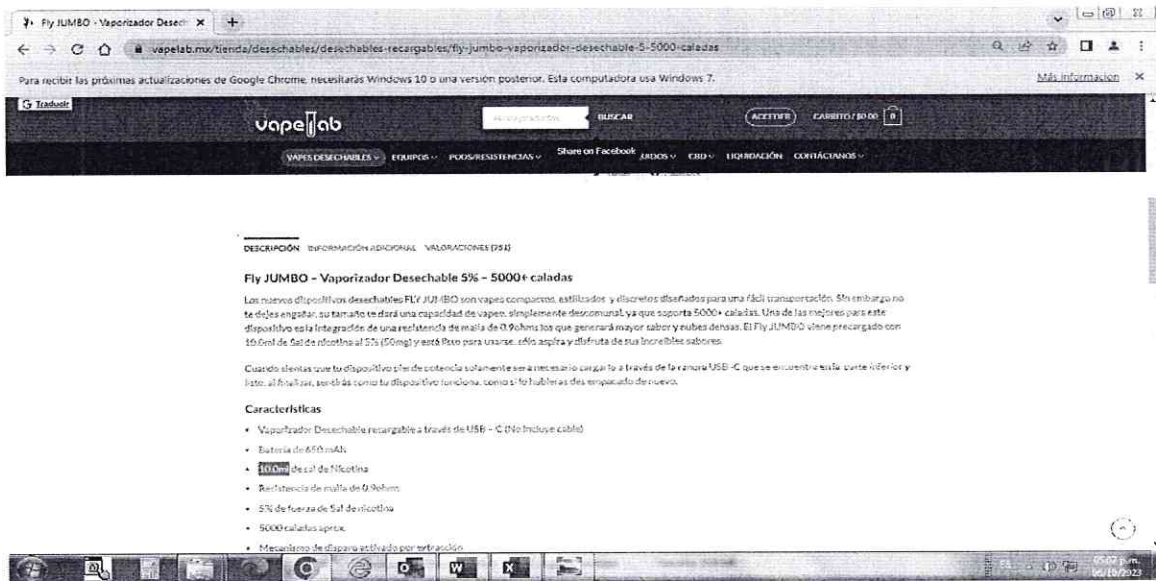 Fly JUMBO - Vaporizador Desech
vapelab.mx/tienda/desechables/desechables-recargables/fly-jumbo-vaporizador-desechable-5-5000-caladas
Para recibir las próximas actualizaciones de Google Chrome, necesitarás Windows 10 o una versión posterior. Esta computadora usa Windows 7.
Más información
Traducir
vapelab
BUSCAR
ACCEDER
CARRITO / $0.00
0
VAPES DESECHABLES
EQUIPOS
PODS/RESISTENCIAS
Share on Facebook
CBD
LIQUIDACIÓN
CONTÁCTANOS
DESCRIPCIÓN
INFORMACIÓN ADICIONAL
VALORACIONES (751)
Fly JUMBO – Vaporizador Desechable 5% – 5000+ caladas
Los nuevos dispositivos desechables FLY JUMBO son vapes compactos, estilizados y discretos diseñados para una fácil transportación. Sin embargo no
te dejes engañar, su tamaño te dará una capacidad de vapeo, simplemente descomunal, ya que soporta 5000+ caladas. Una de las mejores para este
dispositivo es la integración de una resistencia de malla de 0.9ohms los que generará mayor sabor y nubes densas. El Fly JUMBO viene precargado con
10.0ml de Sal de nicotina al 5% (50mg) y está listo para usarse, sólo aspira y disfruta de sus increíbles sabores.
Cuando sientas que tu dispositivo pierde potencia solamente será necesario cargarlo a través de la ranura USB -C que se encuentra en la parte inferior y
listo, al finalizar, sentirás como tu dispositivo funciona, como si lo hubieras des empacado de nuevo.
Características
• Vaporizador Desechable recargable a través de USB – C (No Incluye cable)
• Batería de 650 mAh
• 10.0ml de sal de Nicotina
• Resistencia de malla de 0.9ohms
• 5% de fuerza de Sal de nicotina
• 5000 caladas aprox.
• Mecanismo de disparo activado por extracción
ES
05:02 p.m.
06/10/2023